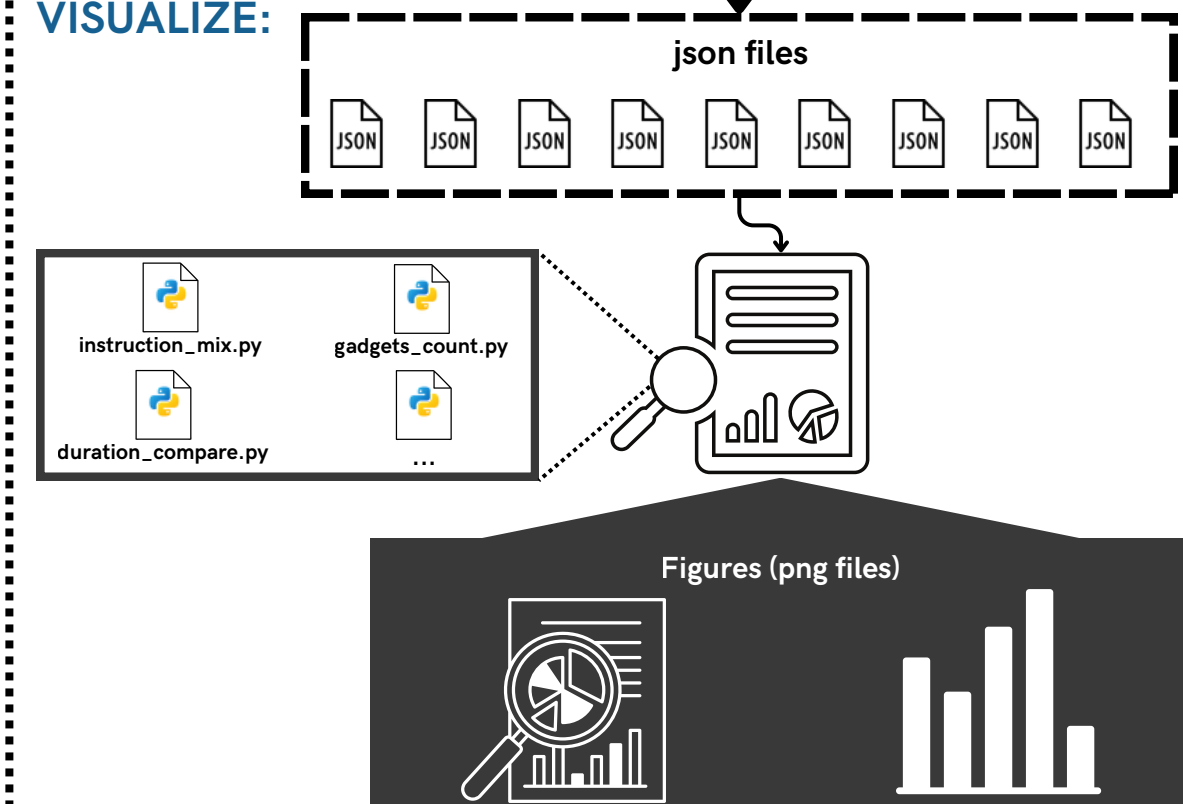 VISUALIZE:
json files
JSON JSON JSON JSON JSON JSON JSON JSON JSON
instruction_mix.py gadgets_count.py
duration_compare.py ...
Figures (png files)